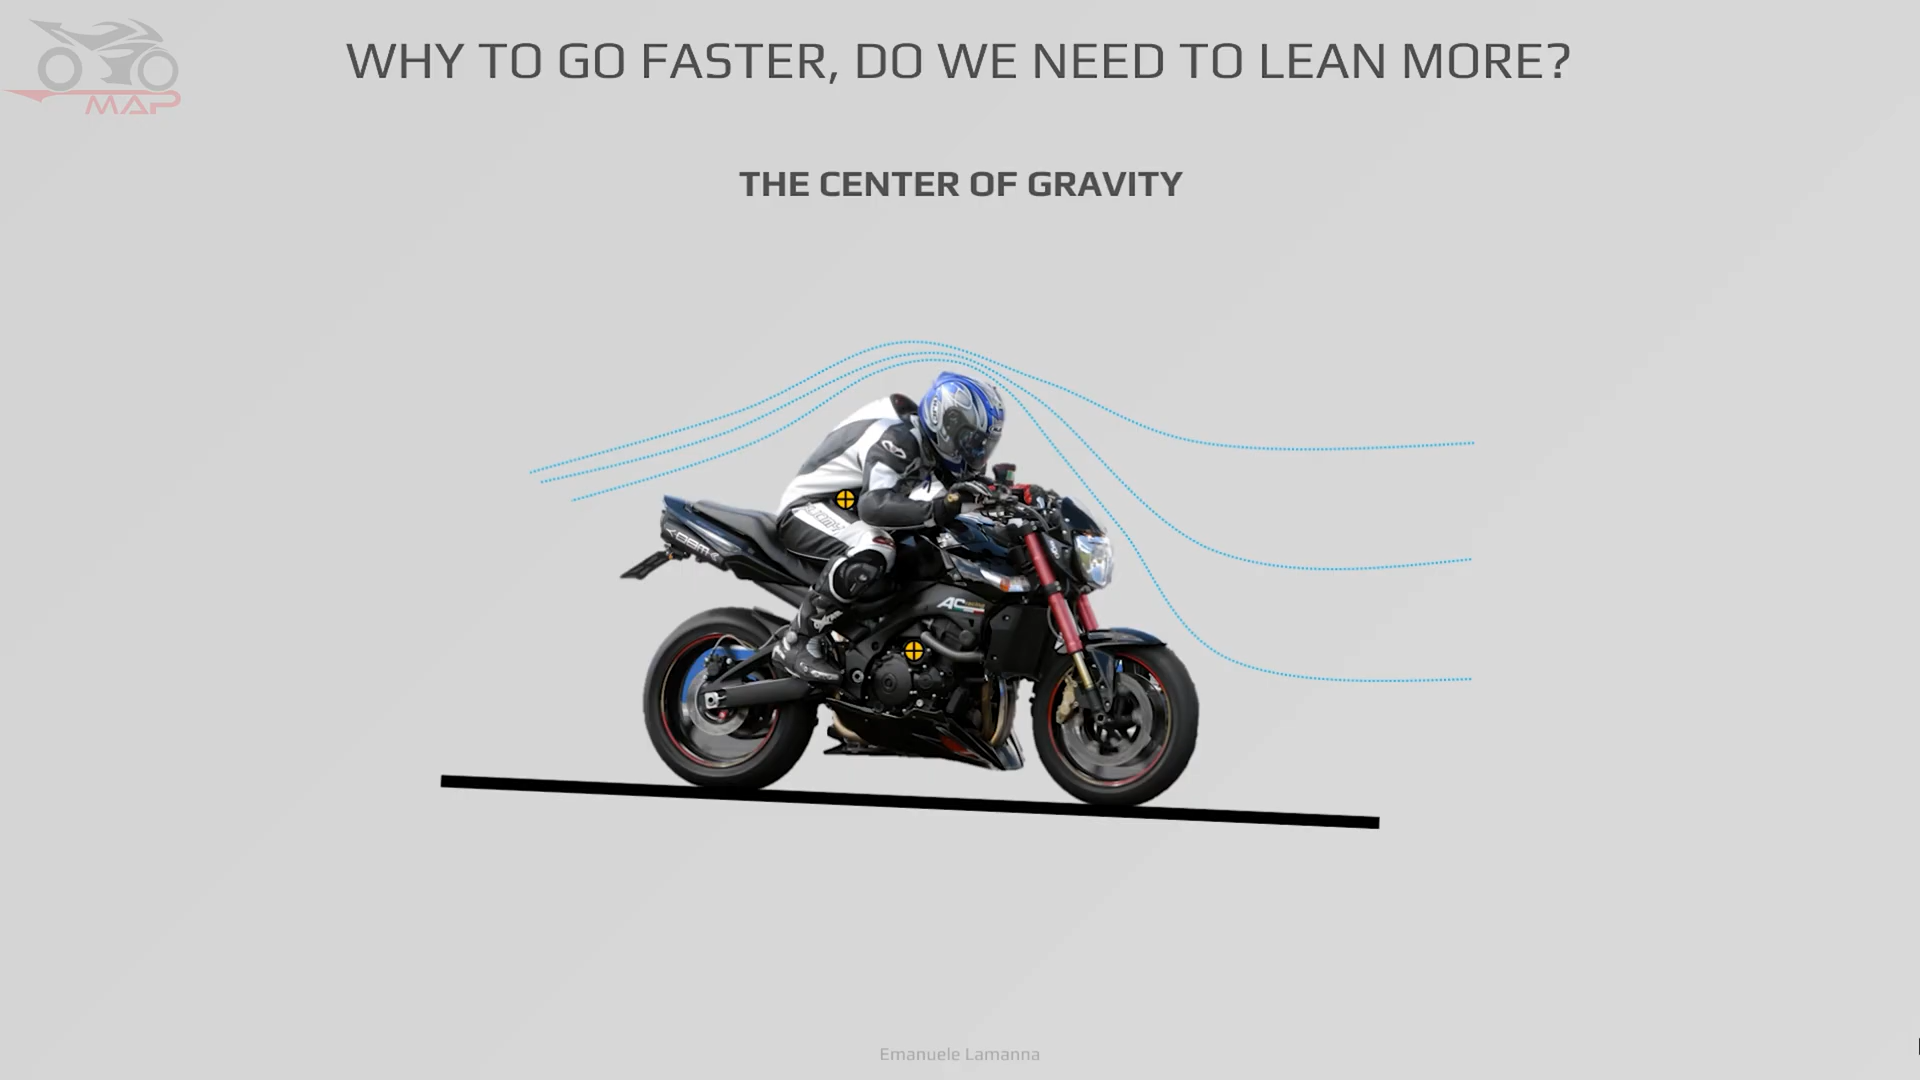 MAP
WHY TO GO FASTER, DO WE NEED TO LEAN MORE?
THE CENTER OF GRAVITY
AC
Emanuele Lamanna